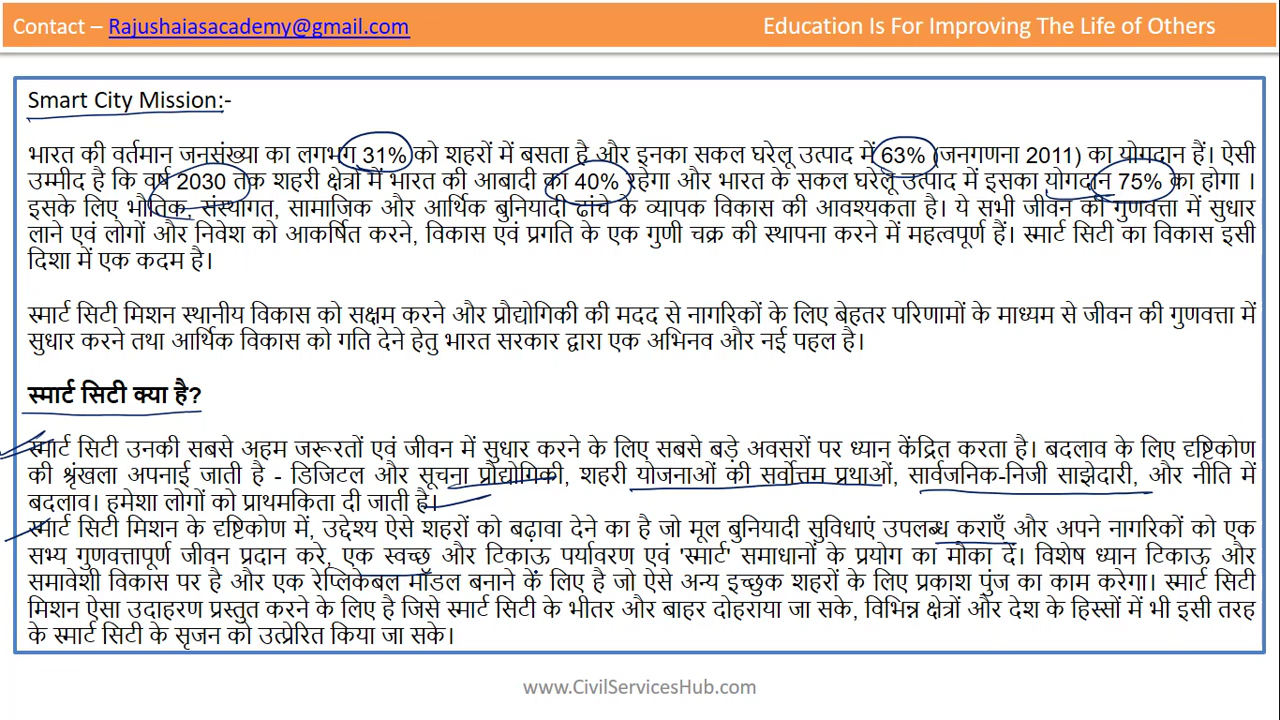 Contact – Rajushaiasacademy@gmail.com
Education Is For Improving The Life of Others
Smart City Mission:-
भारत की वर्तमान जनसंख्या का लगभग 31% को शहरों में बसता है और इनका सकल घरेलू उत्पाद में 63% (जनगणना 2011) का योगदान हैं। ऐसी
उम्मीद है कि वर्ष 2030 तक शहरी क्षेत्रों में भारत की आबादी का 40% रहेगा और भारत के सकल घरेलू उत्पाद में इसका योगदान 75% का होगा ।
इसके लिए भौतिक, संस्थागत, सामाजिक और आर्थिक बुनियादी ढांचे के व्यापक विकास की आवश्यकता है। ये सभी जीवन की गुणवत्ता में सुधार
लाने एवं लोगों और निवेश को आकर्षित करने, विकास एवं प्रगति के एक गुणी चक्र की स्थापना करने में महत्वपूर्ण हैं। स्मार्ट सिटी का विकास इसी
दिशा में एक कदम है।
स्मार्ट सिटी मिशन स्थानीय विकास को सक्षम करने और प्रौद्योगिकी की मदद से नागरिकों के लिए बेहतर परिणामों के माध्यम से जीवन की गुणवत्ता में
सुधार करने तथा आर्थिक विकास को गति देने हेतु भारत सरकार द्वारा एक अभिनव और नई पहल है।
स्मार्ट सिटी क्या है?
स्मार्ट सिटी उनकी सबसे अहम जरूरतों एवं जीवन में सुधार करने के लिए सबसे बड़े अवसरों पर ध्यान केंद्रित करता है। बदलाव के लिए दृष्टिकोण
की श्रृंखला अपनाई जाती है - डिजिटल और सूचना प्रौद्योगिकी, शहरी योजनाओं की सर्वोत्तम प्रथाओं, सार्वजनिक-निजी साझेदारी, और नीति में
बदलाव। हमेशा लोगों को प्राथमकिता दी जाती है।
स्मार्ट सिटी मिशन के दृष्टिकोण में, उद्देश्य ऐसे शहरों को बढ़ावा देने का है जो मूल बुनियादी सुविधाएं उपलब्ध कराएँ और अपने नागरिकों को एक
सभ्य गुणवत्तापूर्ण जीवन प्रदान करे, एक स्वच्छ और टिकाऊ पर्यावरण एवं 'स्मार्ट' समाधानों के प्रयोग का मौका दें। विशेष ध्यान टिकाऊ और
समावेशी विकास पर है और एक रेप्लिकेबल मॉडल बनाने के लिए है जो ऐसे अन्य इच्छुक शहरों के लिए प्रकाश पुंज का काम करेगा। स्मार्ट सिटी
मिशन ऐसा उदाहरण प्रस्तुत करने के लिए है जिसे स्मार्ट सिटी के भीतर और बाहर दोहराया जा सके, विभिन्न क्षेत्रों और देश के हिस्सों में भी इसी तरह
के स्मार्ट सिटी के सृजन को उत्प्रेरित किया जा सके।
www.CivilServicesHub.com